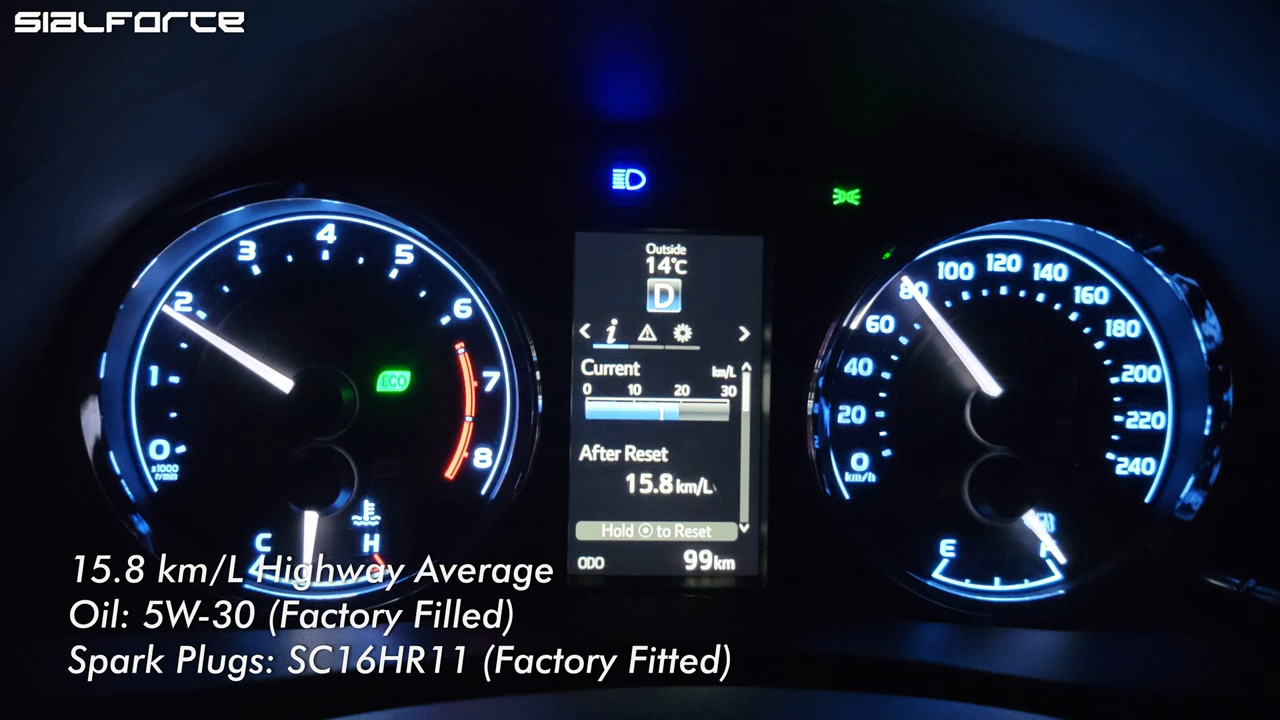 SIALFORCE
0
1
2
3
4
5
6
7
8
x1000
r/min
ECO
C
H
Outside
14°C
D
i
Current
km/L
0 10 20 30
After Reset
15.8 km/L
Hold to Reset
ODO 99 km
0
20
40
60
80
100
120
140
160
180
200
220
240
km/h
E
F
15.8 km/L Highway Average
Oil: 5W-30 (Factory Filled)
Spark Plugs: SC16HR11 (Factory Fitted)